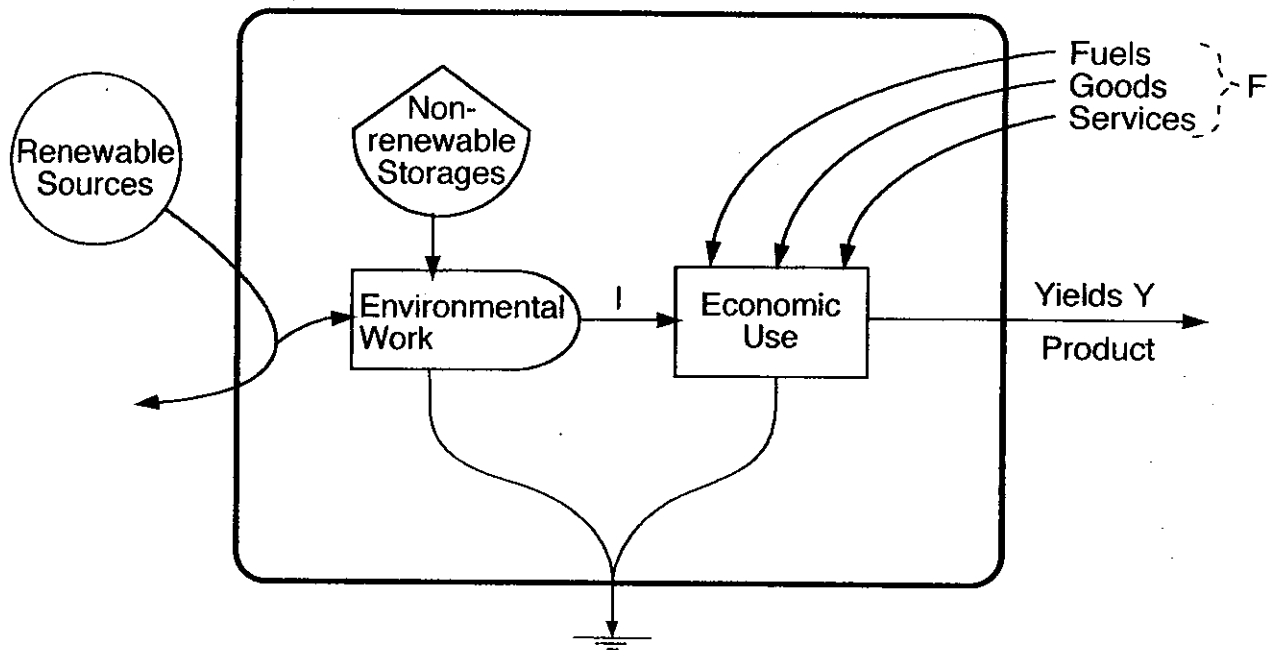 Fuels
Goods
Services
F
Non-
renewable
Storages
Renewable
Sources
Environmental
Work
I
Economic
Use
Yields Y
Product